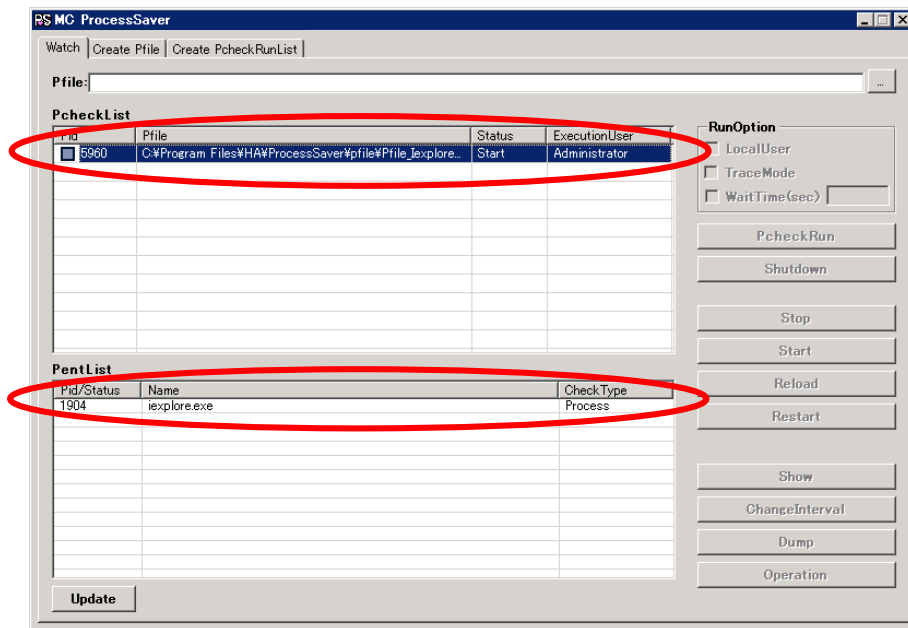 RS MC ProcessSaver
Watch Create Pfile Create PcheckRunList
Pfile: ...
PcheckList
Pid Pfile Status ExecutionUser
5960 C:¥Program Files¥HA¥ProcessSaver¥pfile¥Pfile_Iexplore... Start Administrator
RunOption
LocalUser
TraceMode
WaitTime(sec)
PcheckRun
Shutdown
Stop
Start
Reload
Restart
Show
ChangeInterval
Dump
Operation
PentList
Pid/Status Name CheckType
1904 iexplore.exe Process
Update